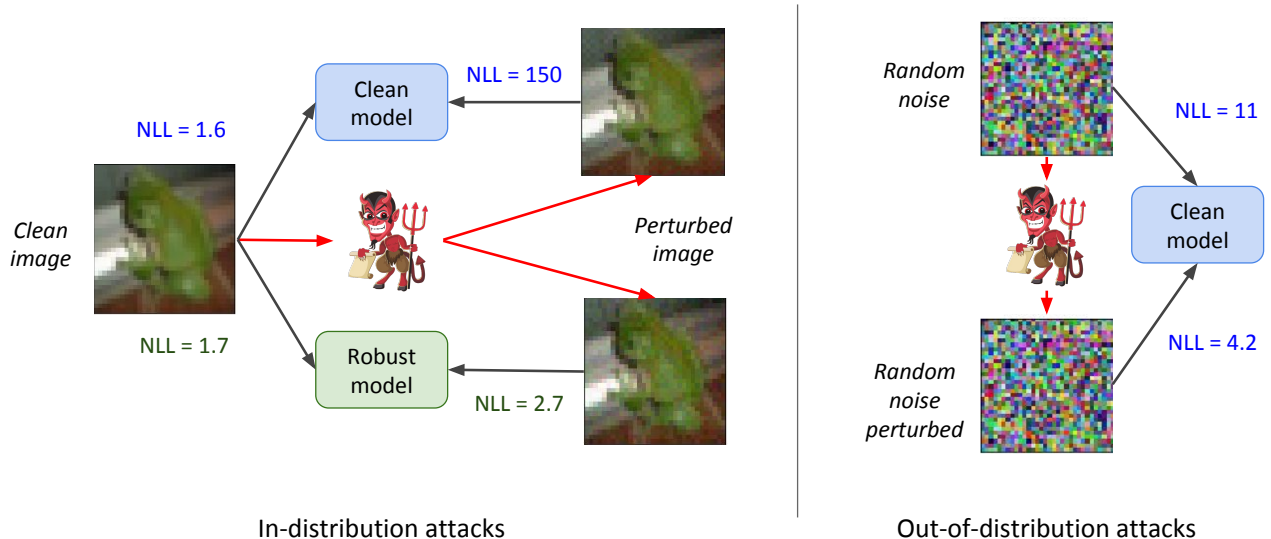 Clean
model
NLL = 150
NLL = 1.6
Clean
image
Perturbed
image
NLL = 1.7
Robust
model
NLL = 2.7
In-distribution attacks
Random
noise
NLL = 11
Clean
model
NLL = 4.2
Random
noise
perturbed
Out-of-distribution attacks